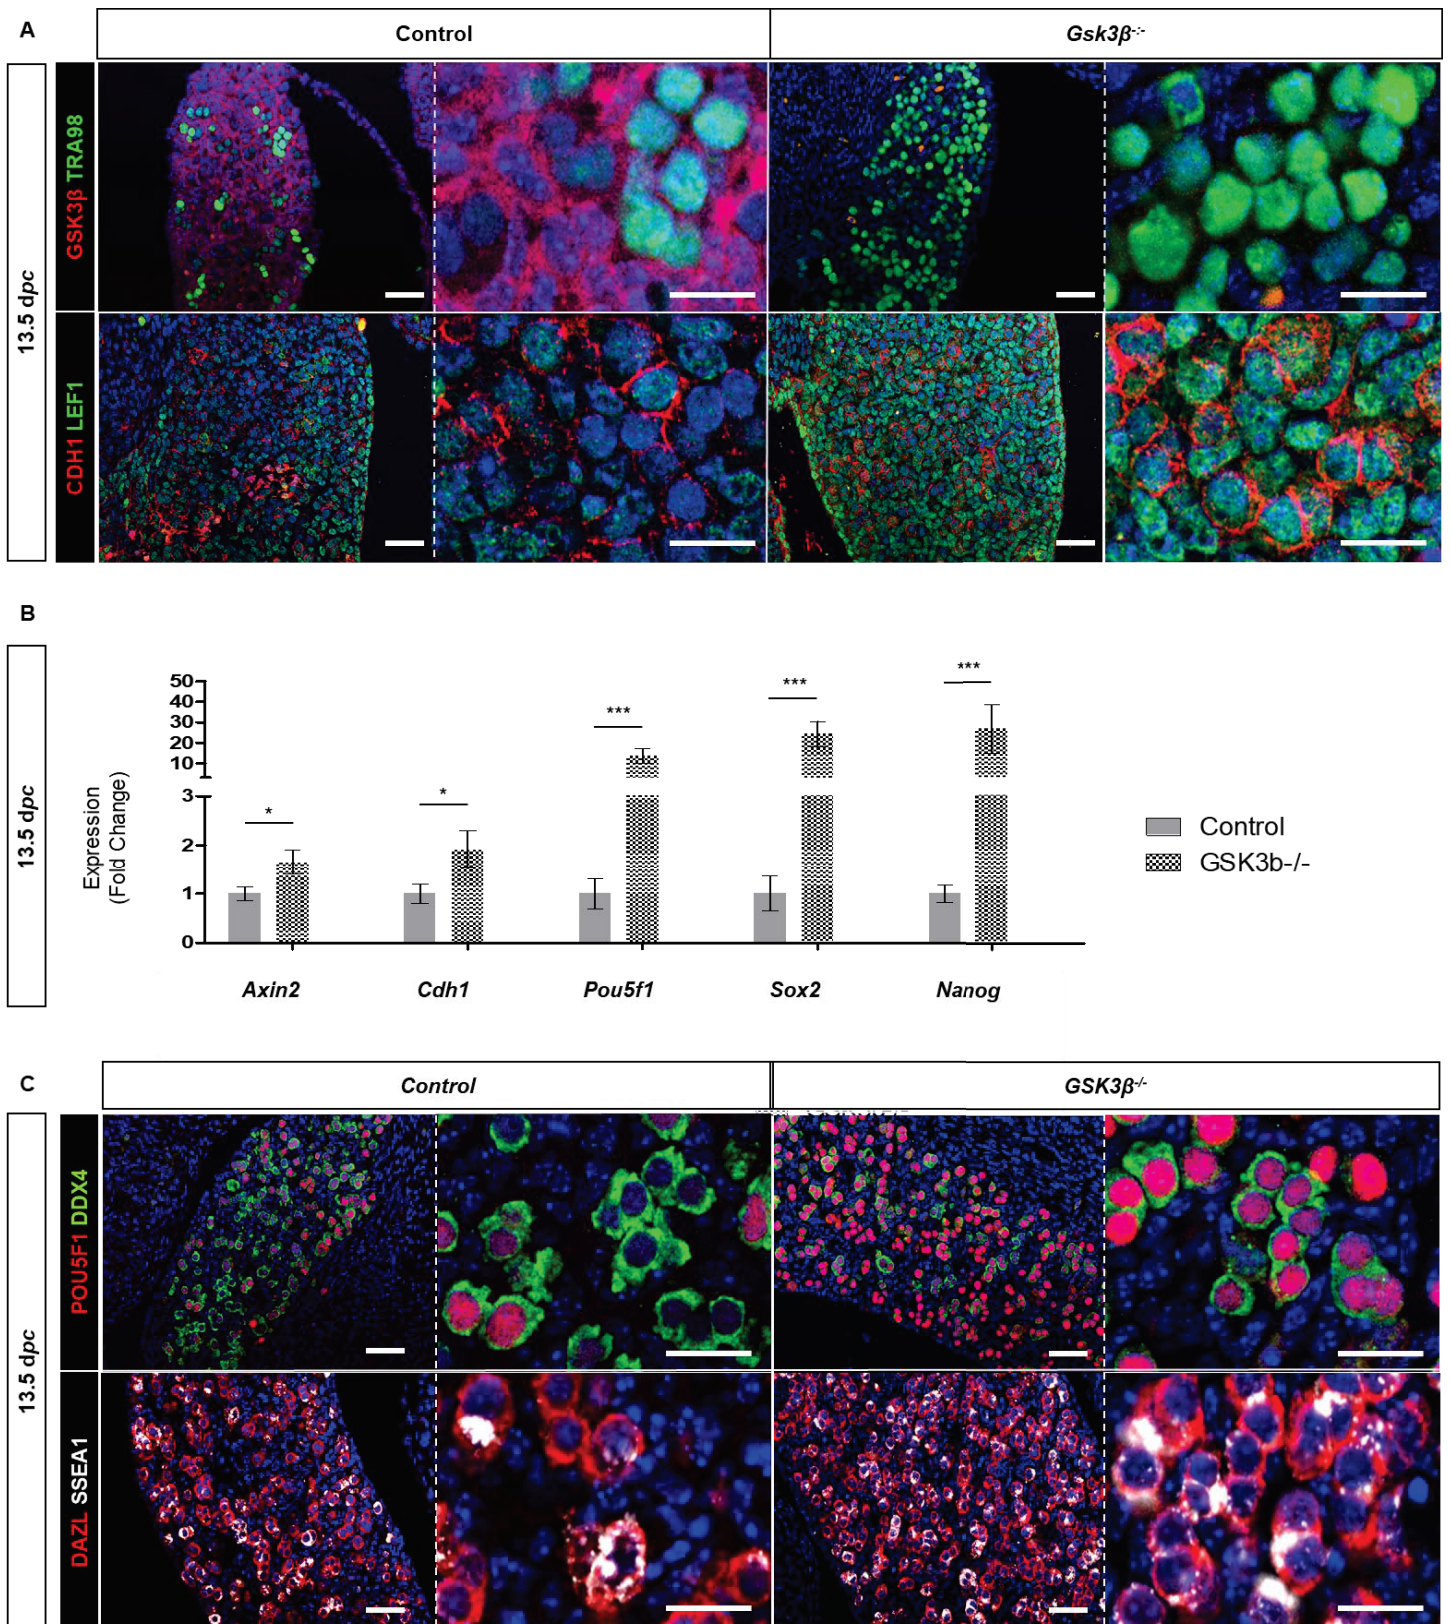 A
Control
Gsk3β-/-
13.5 dpc
GSK3β TRA98
CDH1 LEF1
B
13.5 dpc
Expression
(Fold Change)
50
40
30
20
10
3
2
1
0
*
*
***
***
***
Axin2
Cdh1
Pou5f1
Sox2
Nanog
Control
GSK3b-/-
C
Control
GSK3β-/-
13.5 dpc
POU5F1 DDX4
DAZL SSEA1